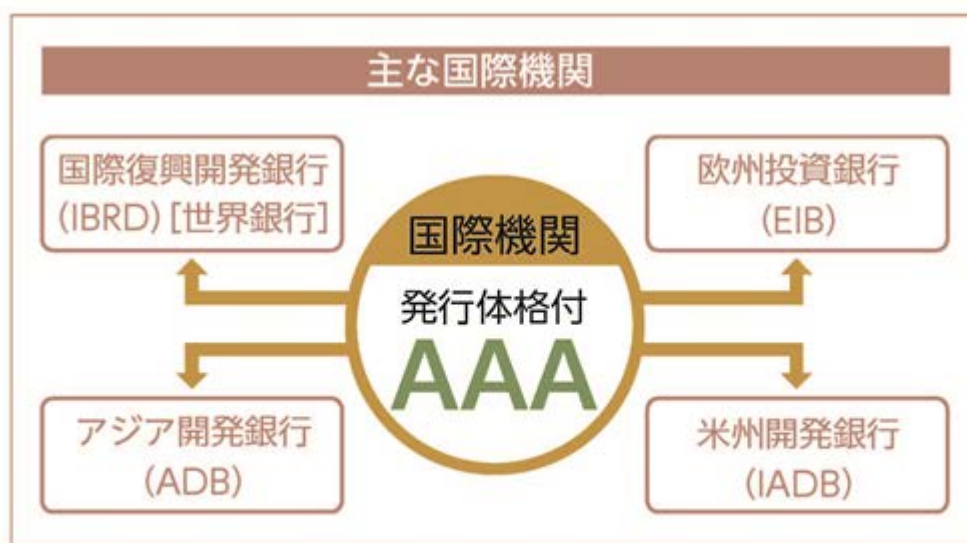 主な国際機関
国際復興開発銀行
(IBRD)[世界銀行]
欧州投資銀行
(EIB)
国際機関
発行体格付
AAA
アジア開発銀行
(ADB)
米州開発銀行
(IADB)